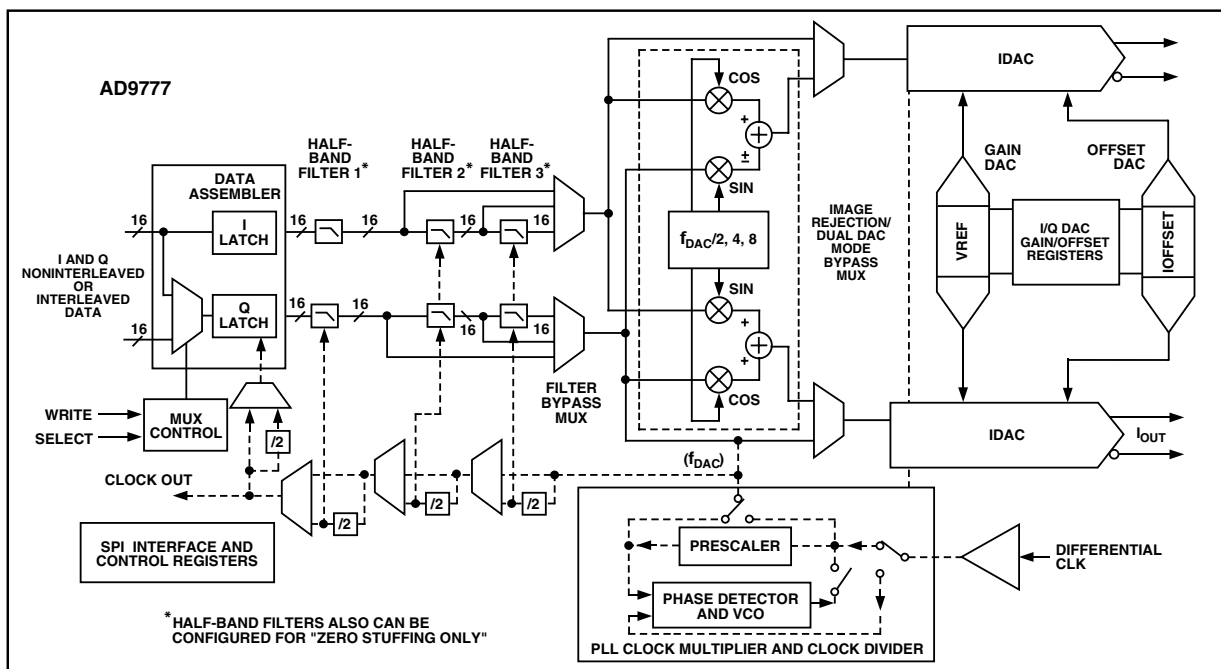 AD9777
HALF-
BAND
FILTER 1*
HALF-
BAND
FILTER 2*
HALF-
BAND
FILTER 3*
DATA
ASSEMBLER
I
LATCH
Q
LATCH
16
16
16
16
16
16
16
16
16
16
I AND Q
NONINTERLEAVED
OR
INTERLEAVED
DATA
WRITE
SELECT
MUX
CONTROL
/2
CLOCK OUT
/2
/2
/2
SPI INTERFACE AND
CONTROL REGISTERS
*HALF-BAND FILTERS ALSO CAN BE
CONFIGURED FOR "ZERO STUFFING ONLY"
FILTER
BYPASS
MUX
COS
+
±
SIN
fDAC/2, 4, 8
SIN
+
+
COS
IMAGE
REJECTION/
DUAL DAC
MODE
BYPASS
MUX
IDAC
GAIN
DAC
OFFSET
DAC
VREF
I/Q DAC
GAIN/OFFSET
REGISTERS
IOFFSET
IDAC
IOUT
(fDAC)
PRESCALER
PHASE DETECTOR
AND VCO
PLL CLOCK MULTIPLIER AND CLOCK DIVIDER
DIFFERENTIAL
CLK